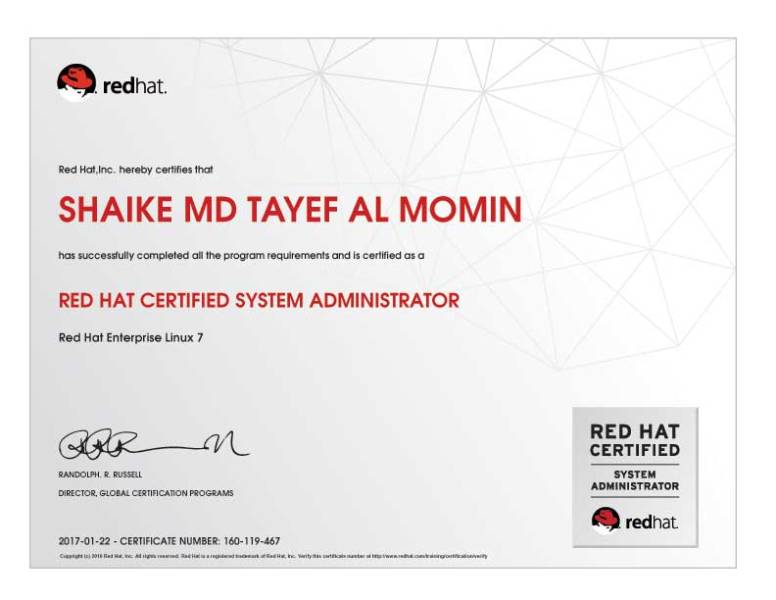 redhat.
Red Hat,Inc. hereby certifies that
SHAIKE MD TAYEF AL MOMIN
has successfully completed all the program requirements and is certified as a
RED HAT CERTIFIED SYSTEM ADMINISTRATOR
Red Hat Enterprise Linux 7
RANDOLPH. R. RUSSELL
DIRECTOR, GLOBAL CERTIFICATION PROGRAMS
2017-01-22 - CERTIFICATE NUMBER: 160-119-467
Copyright (c) 2010 Red Hat, Inc. All rights reserved. Red Hat is a registered trademark of Red Hat, Inc. Verify this certificate number at http://www.redhat.com/training/certification/verify
RED HAT
CERTIFIED
SYSTEM
ADMINISTRATOR
redhat.